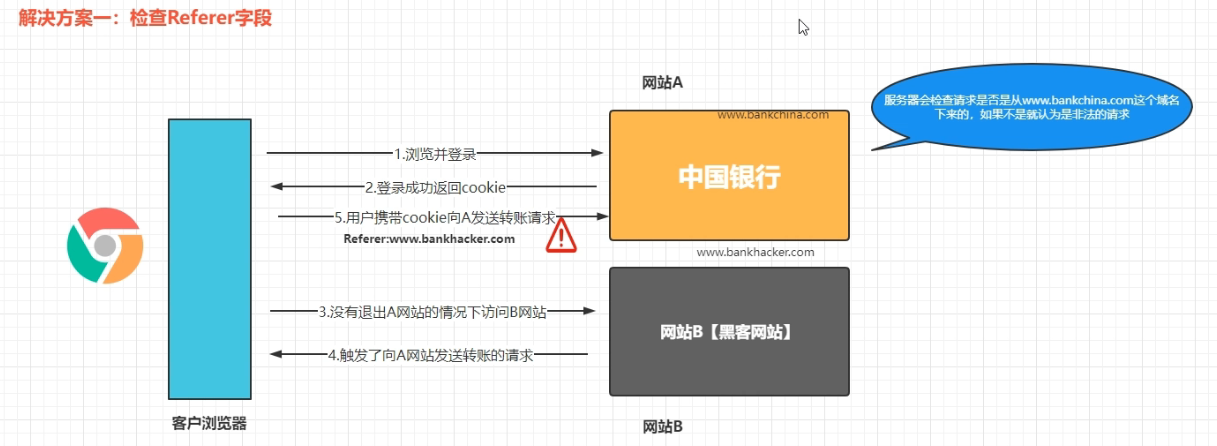 解决方案一：检查Referer字段
网站A
www.bankchina.com
服务器会检查请求是否是从www.bankchina.com这个域名
下来的，如果不是就认为是非法的请求
中国银行
1.浏览并登录
2.登录成功返回cookie
5.用户携带cookie向A发送转账请求
Referer:www.bankhacker.com
www.bankhacker.com
3.没有退出A网站的情况下访问B网站
网站B【黑客网站】
4.触发了向A网站发送转账的请求
客户浏览器
网站B